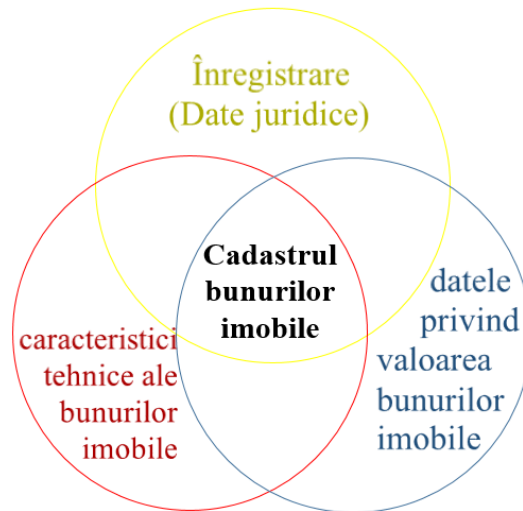 Înregistrare
(Date juridice)
Cadastrul
bunurilor
imobile
caracteristici
tehnice ale
bunurilor
imobile
datele
privind
valoarea
bunurilor
imobile